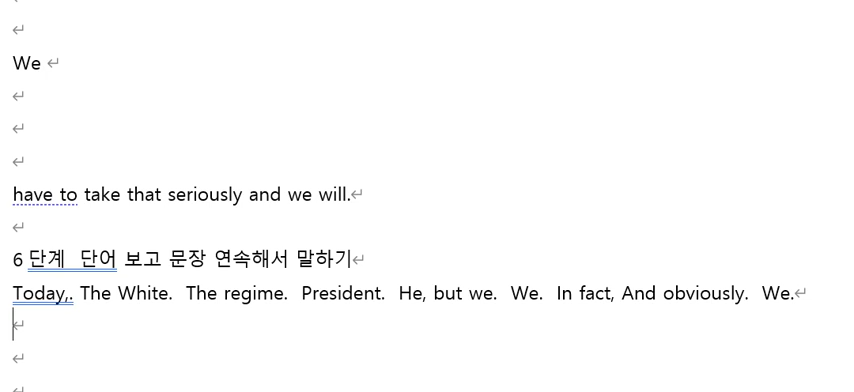 We
have to take that seriously and we will.
6 단계  단어 보고 문장 연속해서 말하기
Today,. The White.  The regime.  President.  He, but we.  We.  In fact, And obviously.  We.